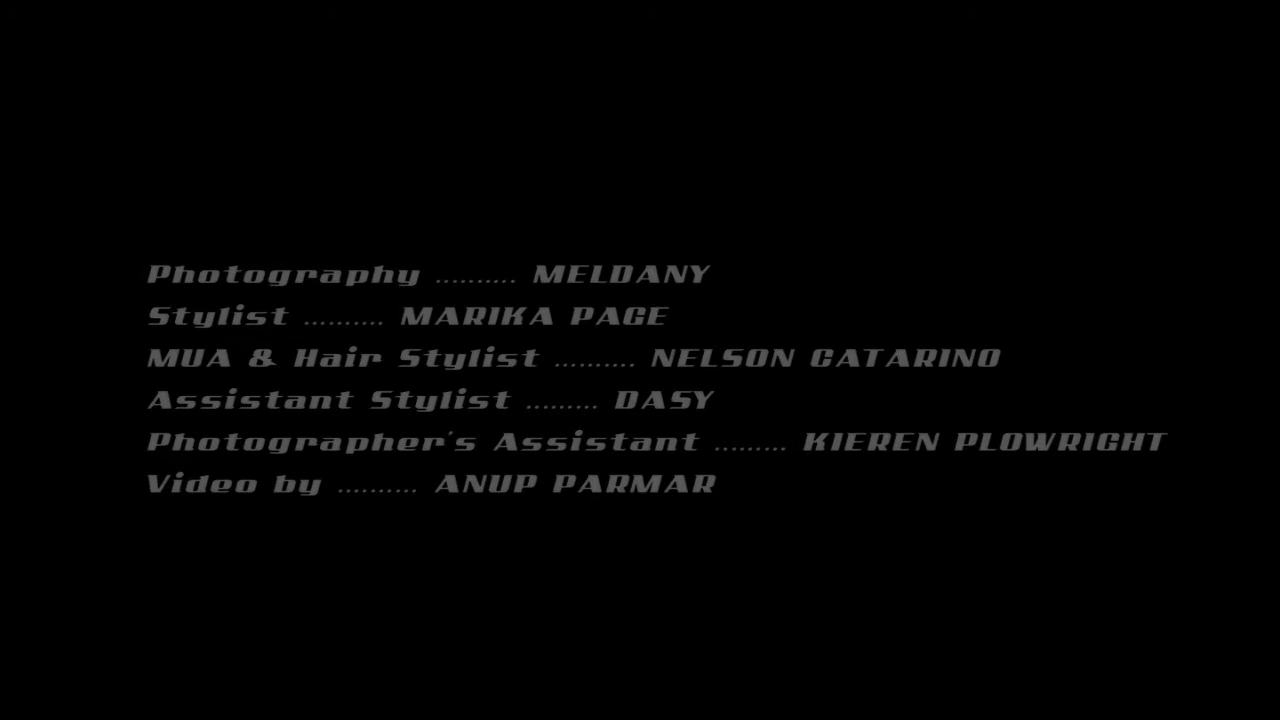 Photography .......... MELDANY
Stylist .......... MARIKA PAGE
MUA & Hair Stylist .......... NELSON CATARINO
Assistant Stylist ......... DASY
Photographer's Assistant ......... KIEREN PLOWRIGHT
Video by .......... ANUP PARMAR